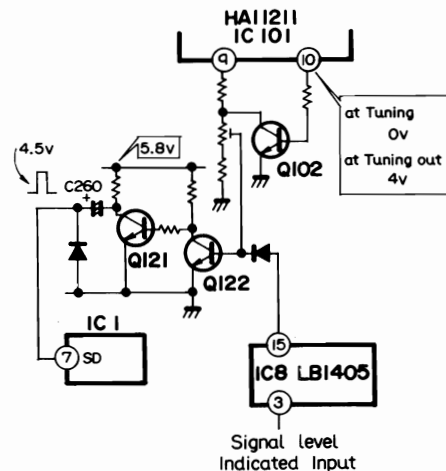 HA11211
IC 101
9
10
at Tuning
0v
at Tuning out
4v
Q102
4.5v
5.8v
C260
+
Q121
Q122
IC 1
7 SD
15
IC8 LB1405
3
Signal level
Indicated Input